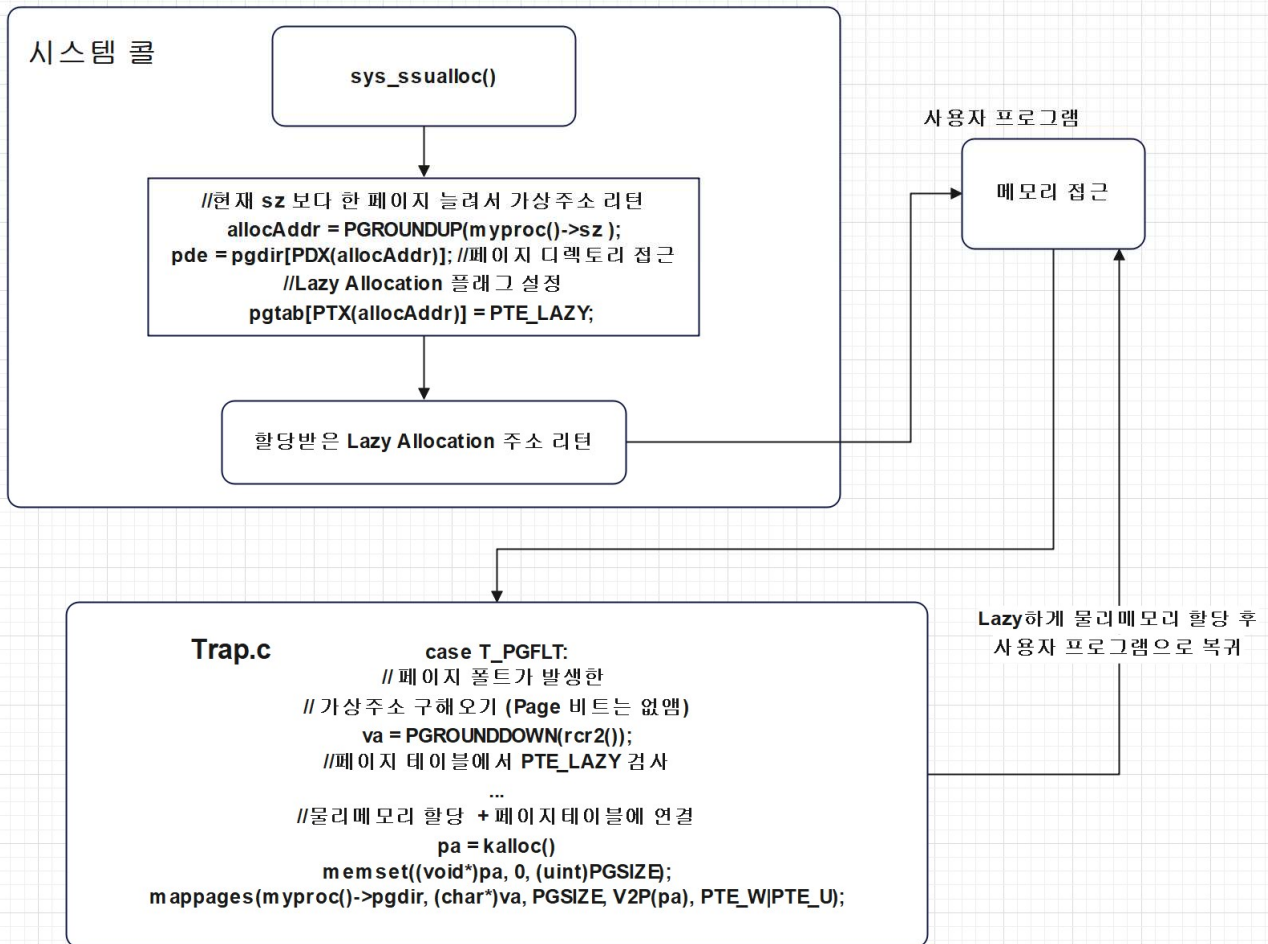 시스템 콜
sys_ssualloc()
//현재 sz 보다 한 페이지 늘려서 가상주소 리턴
allocAddr = PGROUNDUP(myproc()->sz );
pde = pgdir[PDX(allocAddr)]; //페이지 디렉토리 접근
//Lazy Allocation 플래그 설정
pgtab[PTX(allocAddr)] = PTE_LAZY;
할당받은 Lazy Allocation 주소 리턴
사용자 프로그램
메모리 접근
Lazy하게 물리메모리 할당 후
사용자 프로그램으로 복귀
Trap.c
case T_PGFLT:
// 페이지 폴트가 발생한
// 가상주소 구해오기 (Page 비트는 없앰)
va = PGROUNDDOWN(rcr2());
//페이지 테이블에서 PTE_LAZY 검사
...
//물리메모리 할당 + 페이지테이블에 연결
pa = kalloc()
memset((void*)pa, 0, (uint)PGSIZE);
mappages(myproc()->pgdir, (char*)va, PGSIZE, V2P(pa), PTE_W|PTE_U);